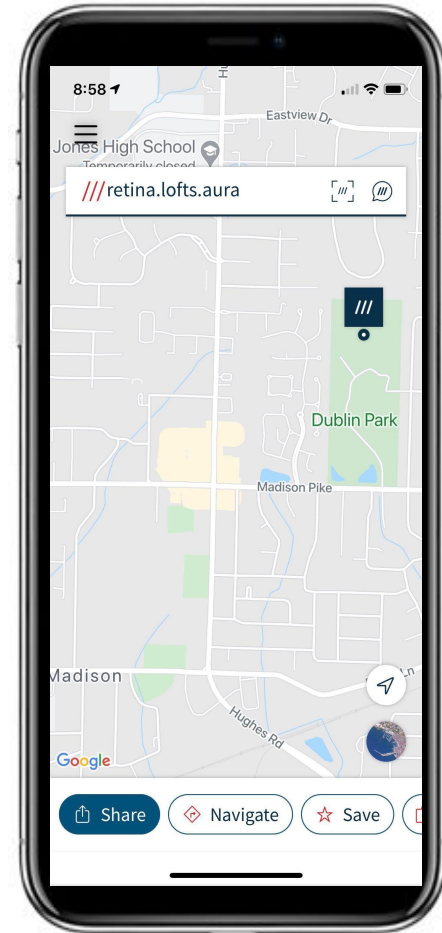 8:58
Eastview Dr
Jones High School
Temporarily closed
///retina.lofts.aura
///
Dublin Park
Madison Pike
Madison
Hughes Rd
Google
Share
Navigate
Save